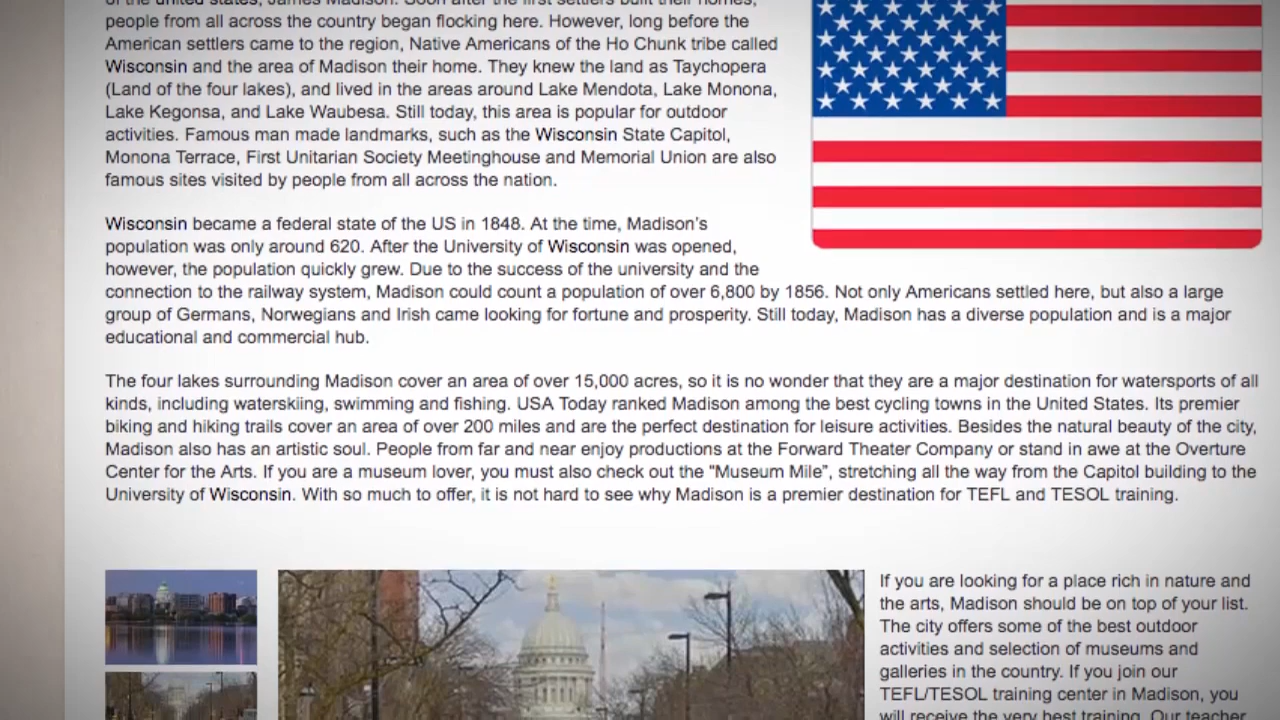 of the united states, James Madison. Soon after the first settlers built their homes,
people from all across the country began flocking here. However, long before the
American settlers came to the region, Native Americans of the Ho Chunk tribe called
Wisconsin and the area of Madison their home. They knew the land as Taychopera
(Land of the four lakes), and lived in the areas around Lake Mendota, Lake Monona,
Lake Kegonsa, and Lake Waubesa. Still today, this area is popular for outdoor
activities. Famous man made landmarks, such as the Wisconsin State Capitol,
Monona Terrace, First Unitarian Society Meetinghouse and Memorial Union are also
famous sites visited by people from all across the nation.
Wisconsin became a federal state of the US in 1848. At the time, Madison's
population was only around 620. After the University of Wisconsin was opened,
however, the population quickly grew. Due to the success of the university and the
connection to the railway system, Madison could count a population of over 6,800 by 1856. Not only Americans settled here, but also a large
group of Germans, Norwegians and Irish came looking for fortune and prosperity. Still today, Madison has a diverse population and is a major
educational and commercial hub.
The four lakes surrounding Madison cover an area of over 15,000 acres, so it is no wonder that they are a major destination for watersports of all
kinds, including waterskiing, swimming and fishing. USA Today ranked Madison among the best cycling towns in the United States. Its premier
biking and hiking trails cover an area of over 200 miles and are the perfect destination for leisure activities. Besides the natural beauty of the city,
Madison also has an artistic soul. People from far and near enjoy productions at the Forward Theater Company or stand in awe at the Overture
Center for the Arts. If you are a museum lover, you must also check out the "Museum Mile", stretching all the way from the Capitol building to the
University of Wisconsin. With so much to offer, it is not hard to see why Madison is a premier destination for TEFL and TESOL training.
If you are looking for a place rich in nature and
the arts, Madison should be on top of your list.
The city offers some of the best outdoor
activities and selection of museums and
galleries in the country. If you join our
TEFL/TESOL training center in Madison, you
will receive the very best training. Our teacher